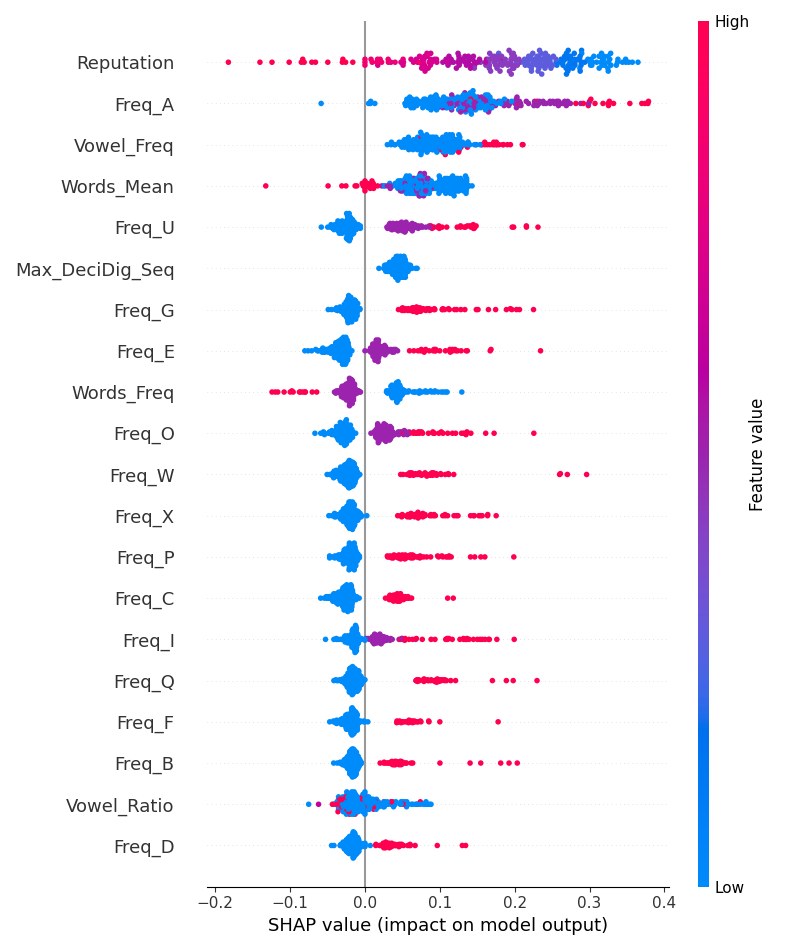 High
Reputation
Freq_A
Vowel_Freq
Words_Mean
Freq_U
Max_DeciDig_Seq
Freq_G
Freq_E
Words_Freq
Freq_O
Freq_W
Freq_X
Freq_P
Freq_C
Freq_I
Freq_Q
Freq_F
Freq_B
Vowel_Ratio
Freq_D
Feature value
Low
−0.2 −0.1 0.0 0.1 0.2 0.3 0.4
SHAP value (impact on model output)